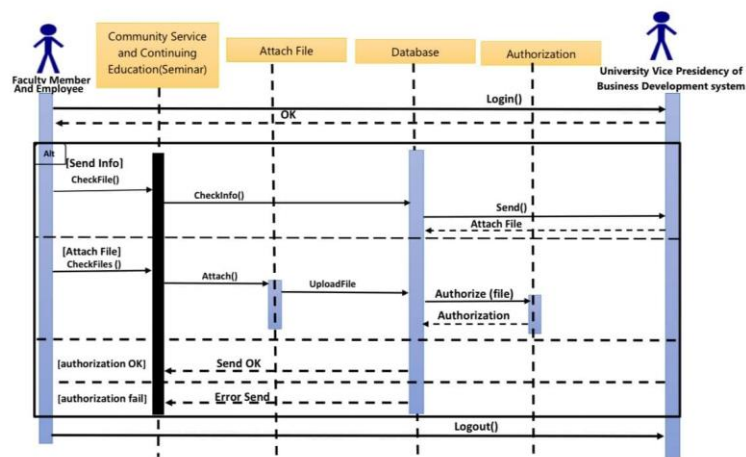 Community Service
and Continuing
Education(Seminar)
Attach File
Database
Authorization
Faculty Member
And Employee
University Vice Presidency of
Business Development system
Login()
OK
Alt
[Send Info]
CheckFile()
CheckInfo()
Send()
Attach File
[Attach File]
CheckFiles ()
Attach()
UploadFile
Authorize (file)
Authorization
[authorization OK]
Send OK
[authorization fail]
Error Send
Logout()